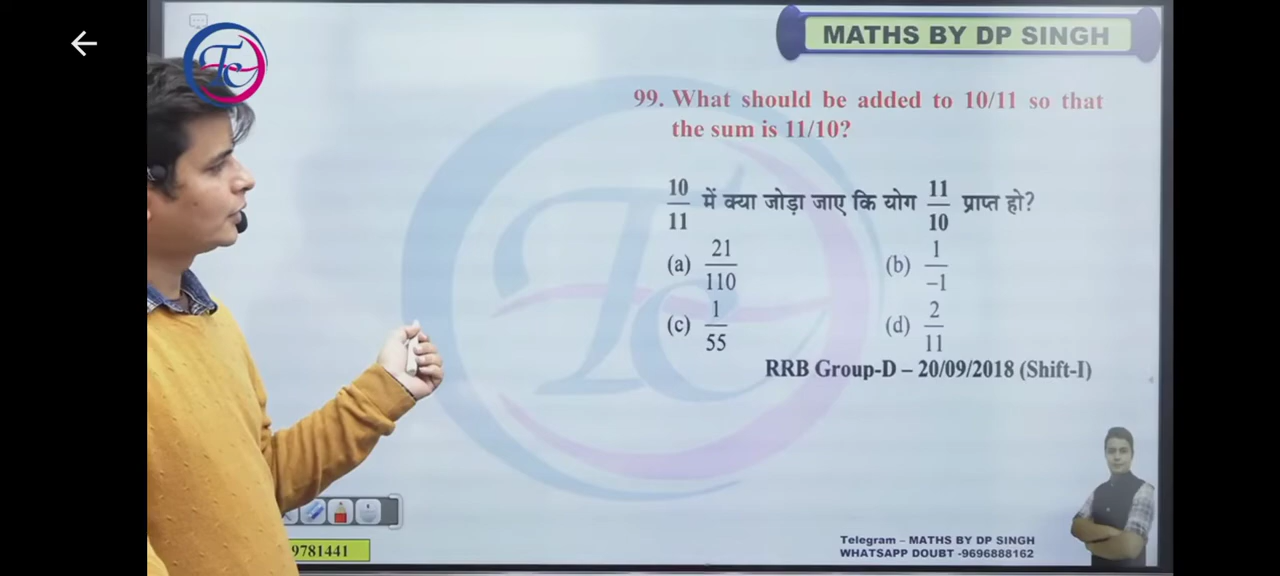 Tc
MATHS BY DP SINGH
99. What should be added to 10/11 so that
the sum is 11/10?
10/11 में क्या जोड़ा जाए कि योग 11/10 प्राप्त हो?
(a) 21/110 (b) 1/-1
(c) 1/55 (d) 2/11
RRB Group-D – 20/09/2018 (Shift-I)
9781441
Telegram – MATHS BY DP SINGH
WHATSAPP DOUBT -9696888162